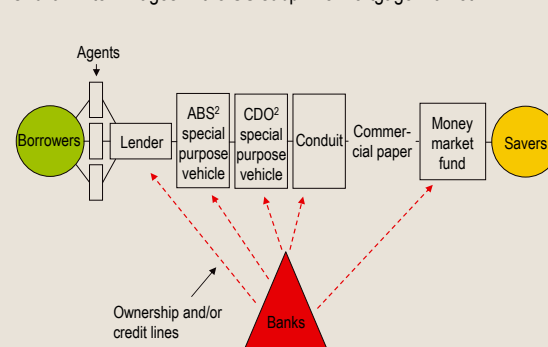 Agents
Borrowers
Lender
ABS²
special
purpose
vehicle
CDO²
special
purpose
vehicle
Conduit
Commer-
cial paper
Money
market
fund
Savers
Ownership and/or
credit lines
Banks